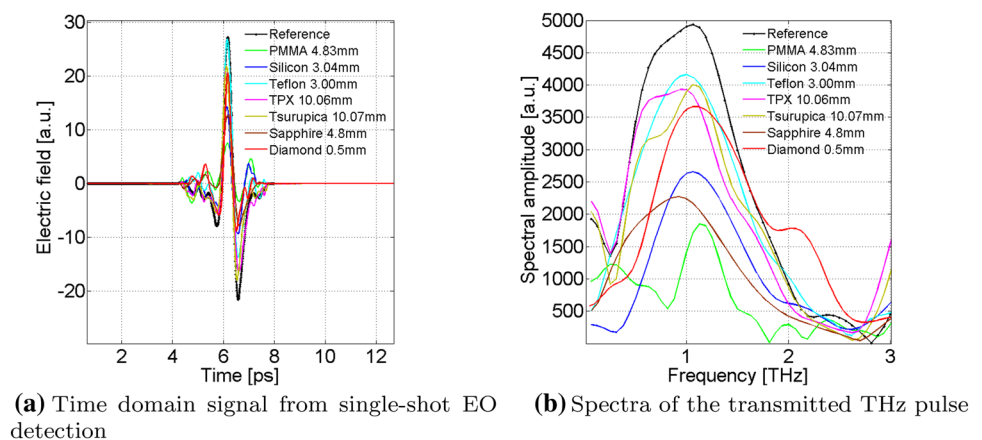 30
20
10
0
-10
-20
Electric field [a.u.]
2 4 6 8 10 12
Time [ps]
Reference
PMMA 4.83mm
Silicon 3.04mm
Teflon 3.00mm
TPX 10.06mm
Tsurupica 10.07mm
Sapphire 4.8mm
Diamond 0.5mm
(a) Time domain signal from single-shot EO
detection
5000
4500
4000
3500
3000
2500
2000
1500
1000
500
Spectral amplitude [a.u.]
1 2 3
Frequency [THz]
Reference
PMMA 4.83mm
Silicon 3.04mm
Teflon 3.00mm
TPX 10.06mm
Tsurupica 10.07mm
Sapphire 4.8mm
Diamond 0.5mm
(b) Spectra of the transmitted THz pulse